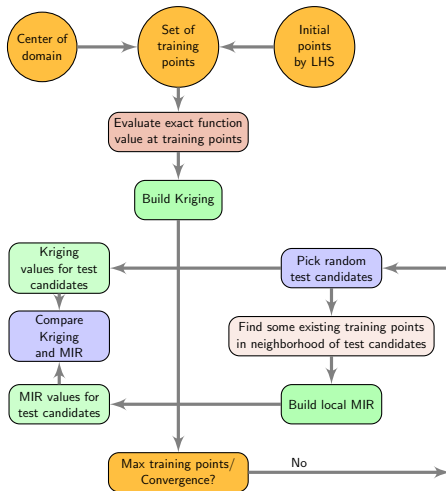 Center of
domain
Set of
training
points
Initial
points
by LHS
Evaluate exact function
value at training points
Build Kriging
Kriging
values for test
candidates
Pick random
test candidates
Compare
Kriging
and MIR
Find some existing training points
in neighborhood of test candidates
MIR values for
test candidates
Build local MIR
Max training points/
Convergence?
No